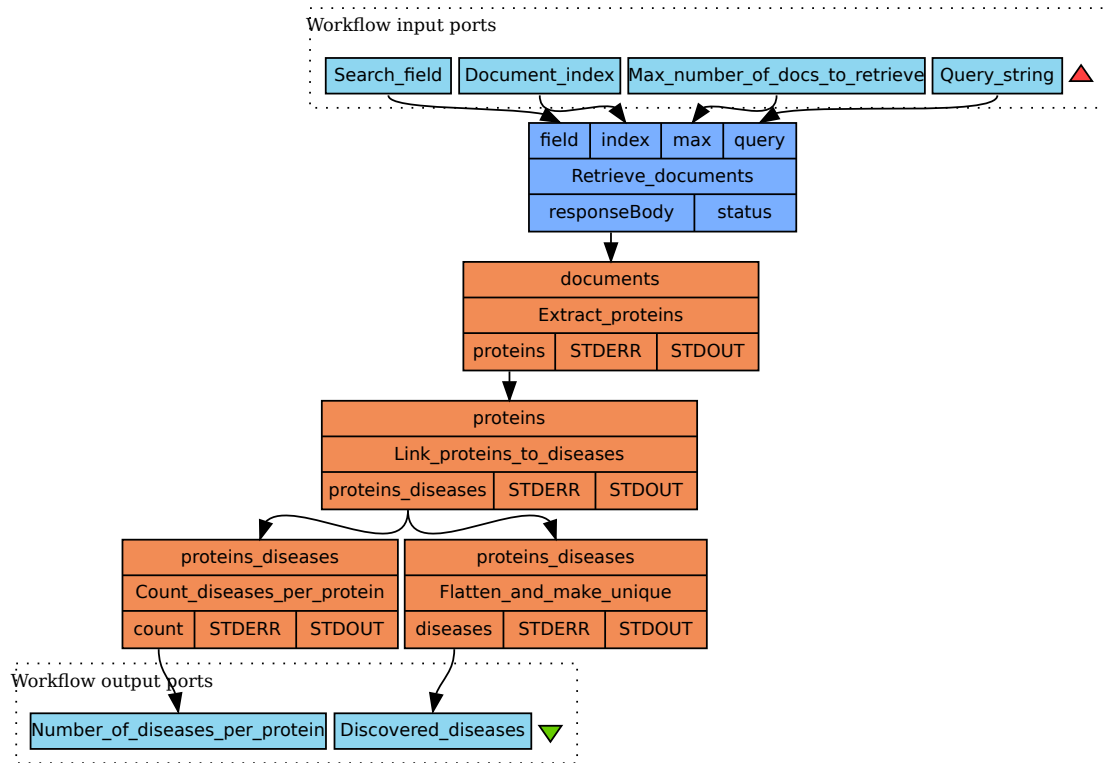 Workflow input ports
Search_field Document_index Max_number_of_docs_to_retrieve Query_string
field index max query
Retrieve_documents
responseBody status
documents
Extract_proteins
proteins STDERR STDOUT
proteins
Link_proteins_to_diseases
proteins_diseases STDERR STDOUT
proteins_diseases proteins_diseases
Count_diseases_per_protein Flatten_and_make_unique
count STDERR STDOUT diseases STDERR STDOUT
Workflow output ports
Number_of_diseases_per_protein Discovered_diseases